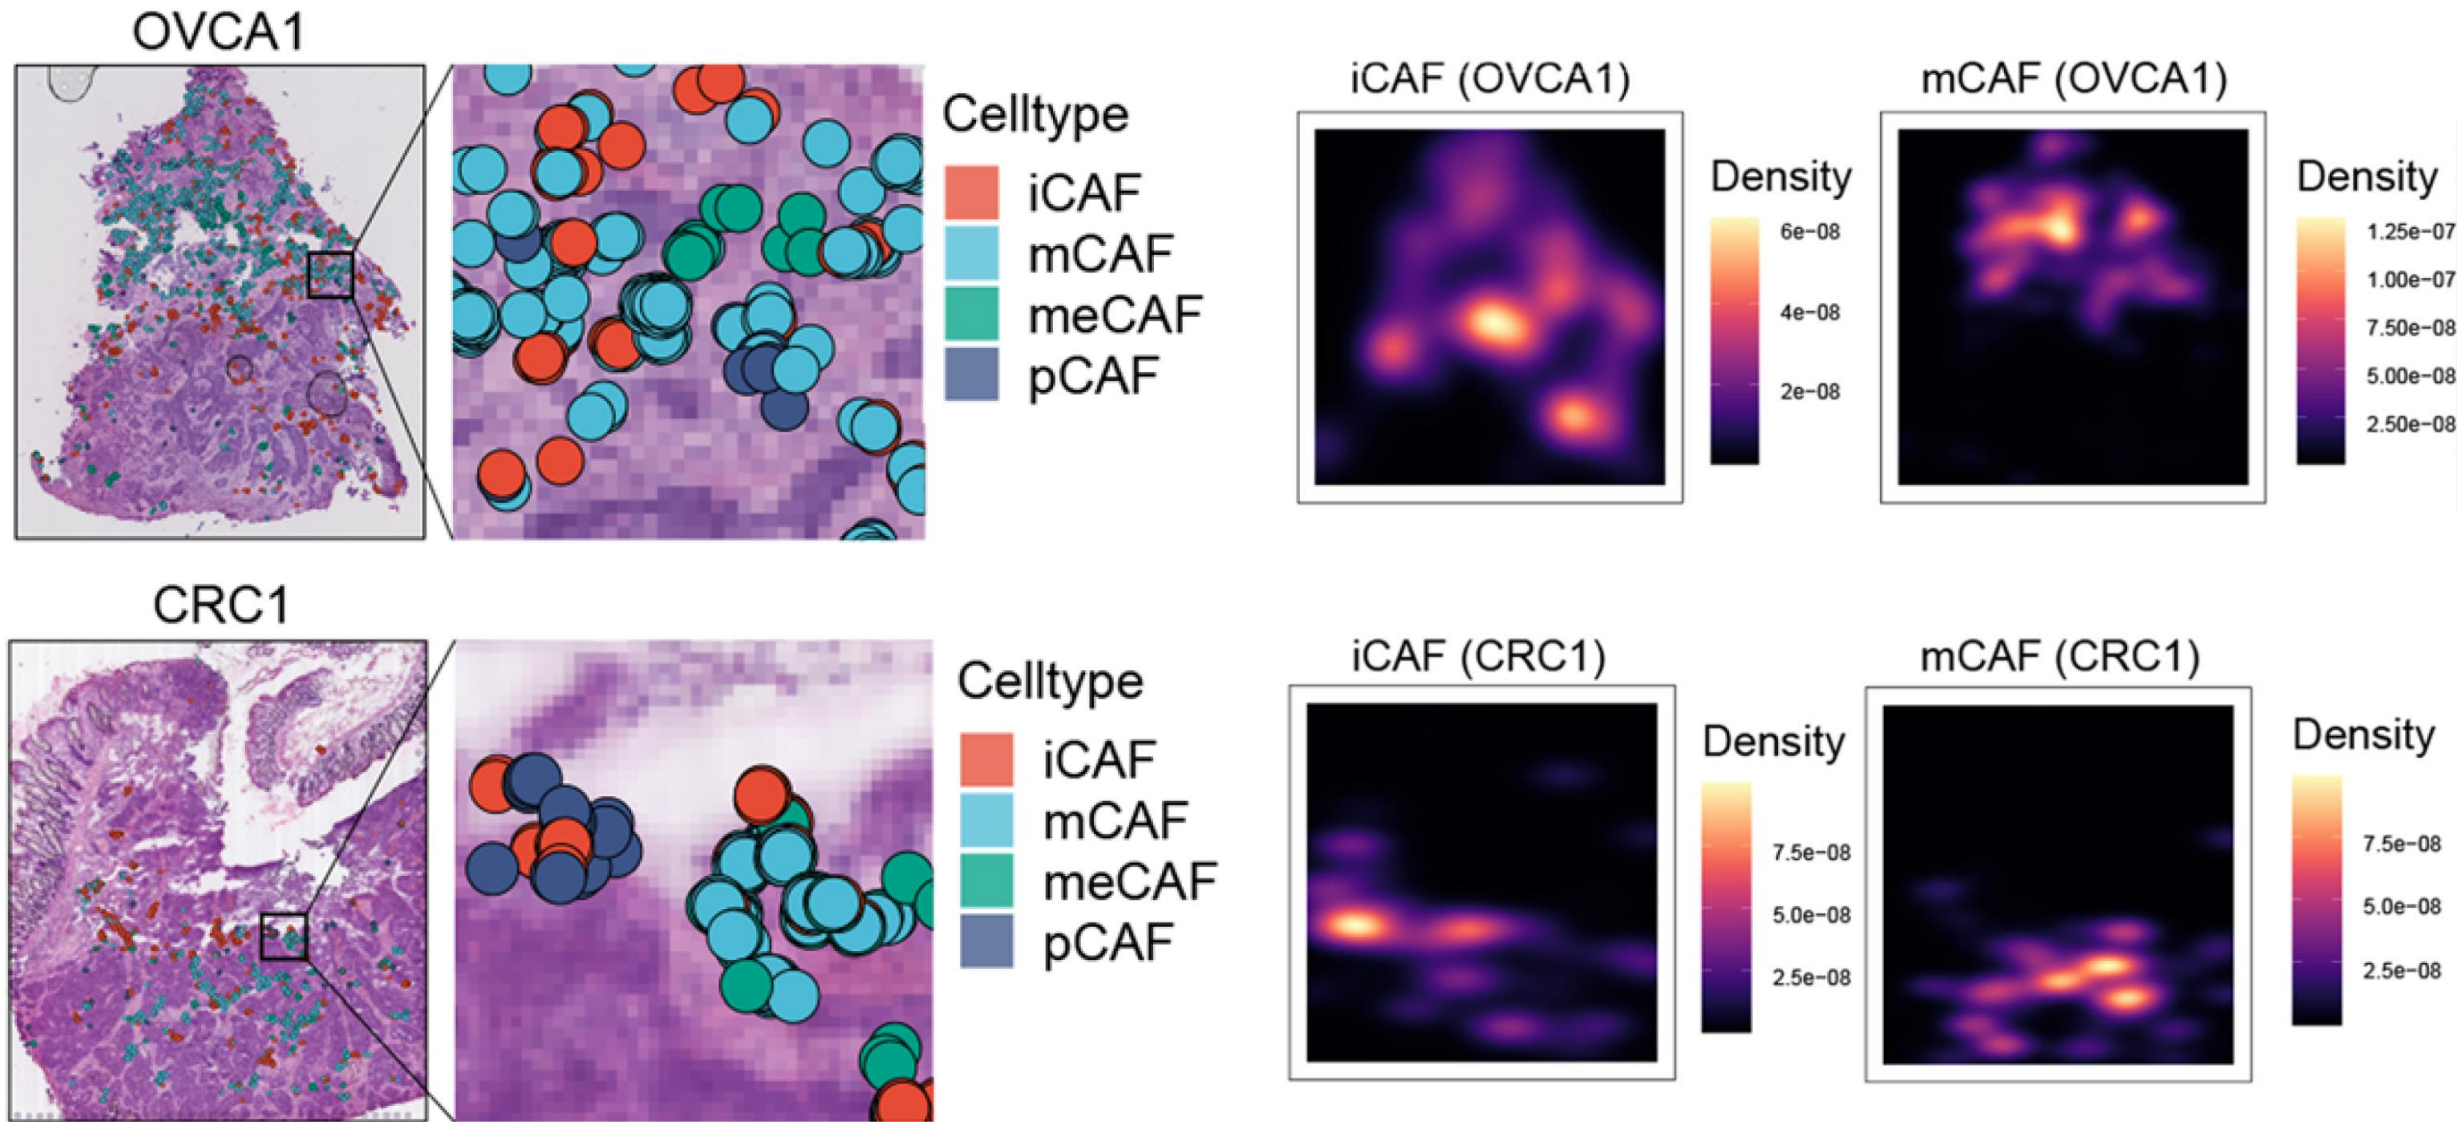 OVCA1
Celltype
iCAF
mCAF
meCAF
pCAF
iCAF (OVCA1)
Density
6e-08
4e-08
2e-08
mCAF (OVCA1)
Density
1.25e-07
1.00e-07
7.50e-08
5.00e-08
2.50e-08
CRC1
Celltype
iCAF
mCAF
meCAF
pCAF
iCAF (CRC1)
Density
7.5e-08
5.0e-08
2.5e-08
mCAF (CRC1)
Density
7.5e-08
5.0e-08
2.5e-08